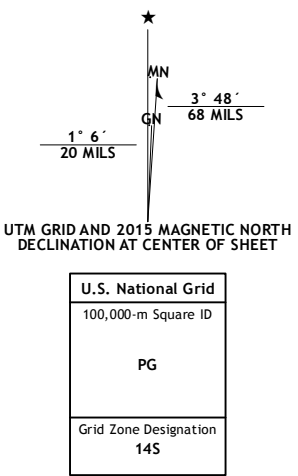 ★
MN
3° 48´
68 MILS
GN
1° 6´
20 MILS
UTM GRID AND 2015 MAGNETIC NORTH
DECLINATION AT CENTER OF SHEET
U.S. National Grid
100,000-m Square ID
PG
Grid Zone Designation
14S